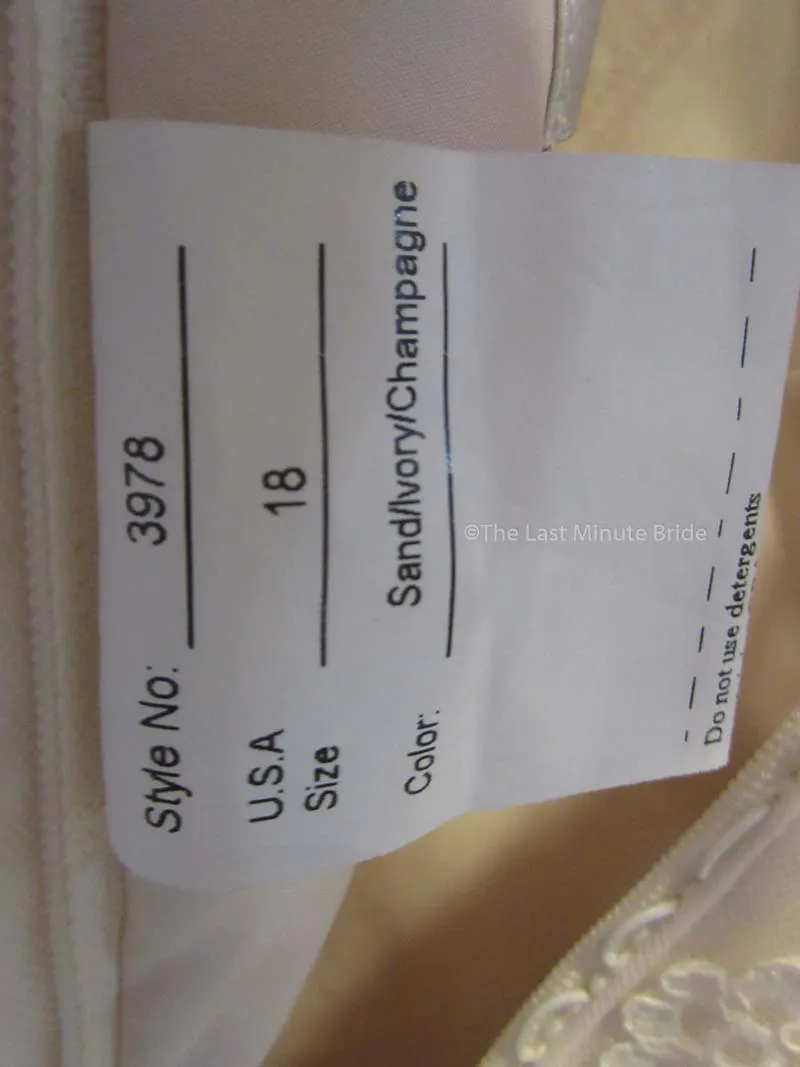 Style No: 3978
U.S.A
Size 18
Color: Sand/Ivory/Champagne
Do not use detergents
©The Last Minute Bride